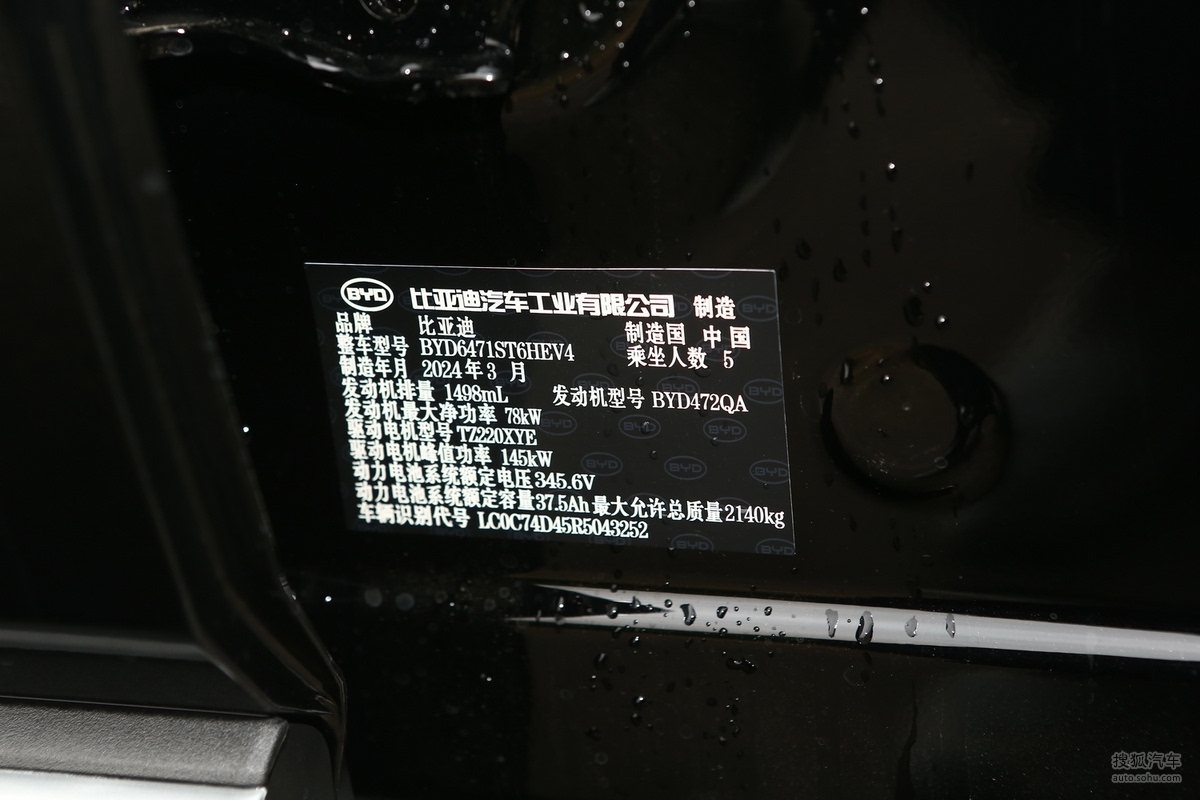 BYD 比亚迪汽车工业有限公司 制造
品牌 比亚迪 制造国 中国
整车型号 BYD6471ST6HEV4 乘坐人数 5
制造年月 2024年3 月
发动机排量 1498mL 发动机型号 BYD472QA
发动机最大净功率 78kW
驱动电机型号 TZ220XYE
驱动电机峰值功率 145kW
动力电池系统额定电压 345.6V
动力电池系统额定容量 37.5Ah 最大允许总质量 2140kg
车辆识别代号 LC0C74D45R5043252
搜狐汽车
auto.sohu.com